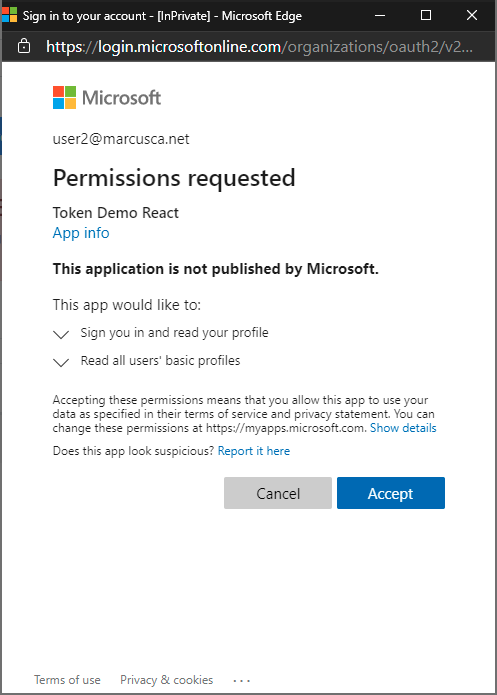 Sign in to your account - [InPrivate] - Microsoft Edge
https://login.microsoftonline.com/organizations/oauth2/v2...
Microsoft
user2@marcusca.net
Permissions requested
Token Demo React
App info
This application is not published by Microsoft.
This app would like to:
Sign you in and read your profile
Read all users' basic profiles
Accepting these permissions means that you allow this app to use your
data as specified in their terms of service and privacy statement. You can
change these permissions at https://myapps.microsoft.com. Show details
Does this app look suspicious? Report it here
Cancel Accept
Terms of use Privacy & cookies ...